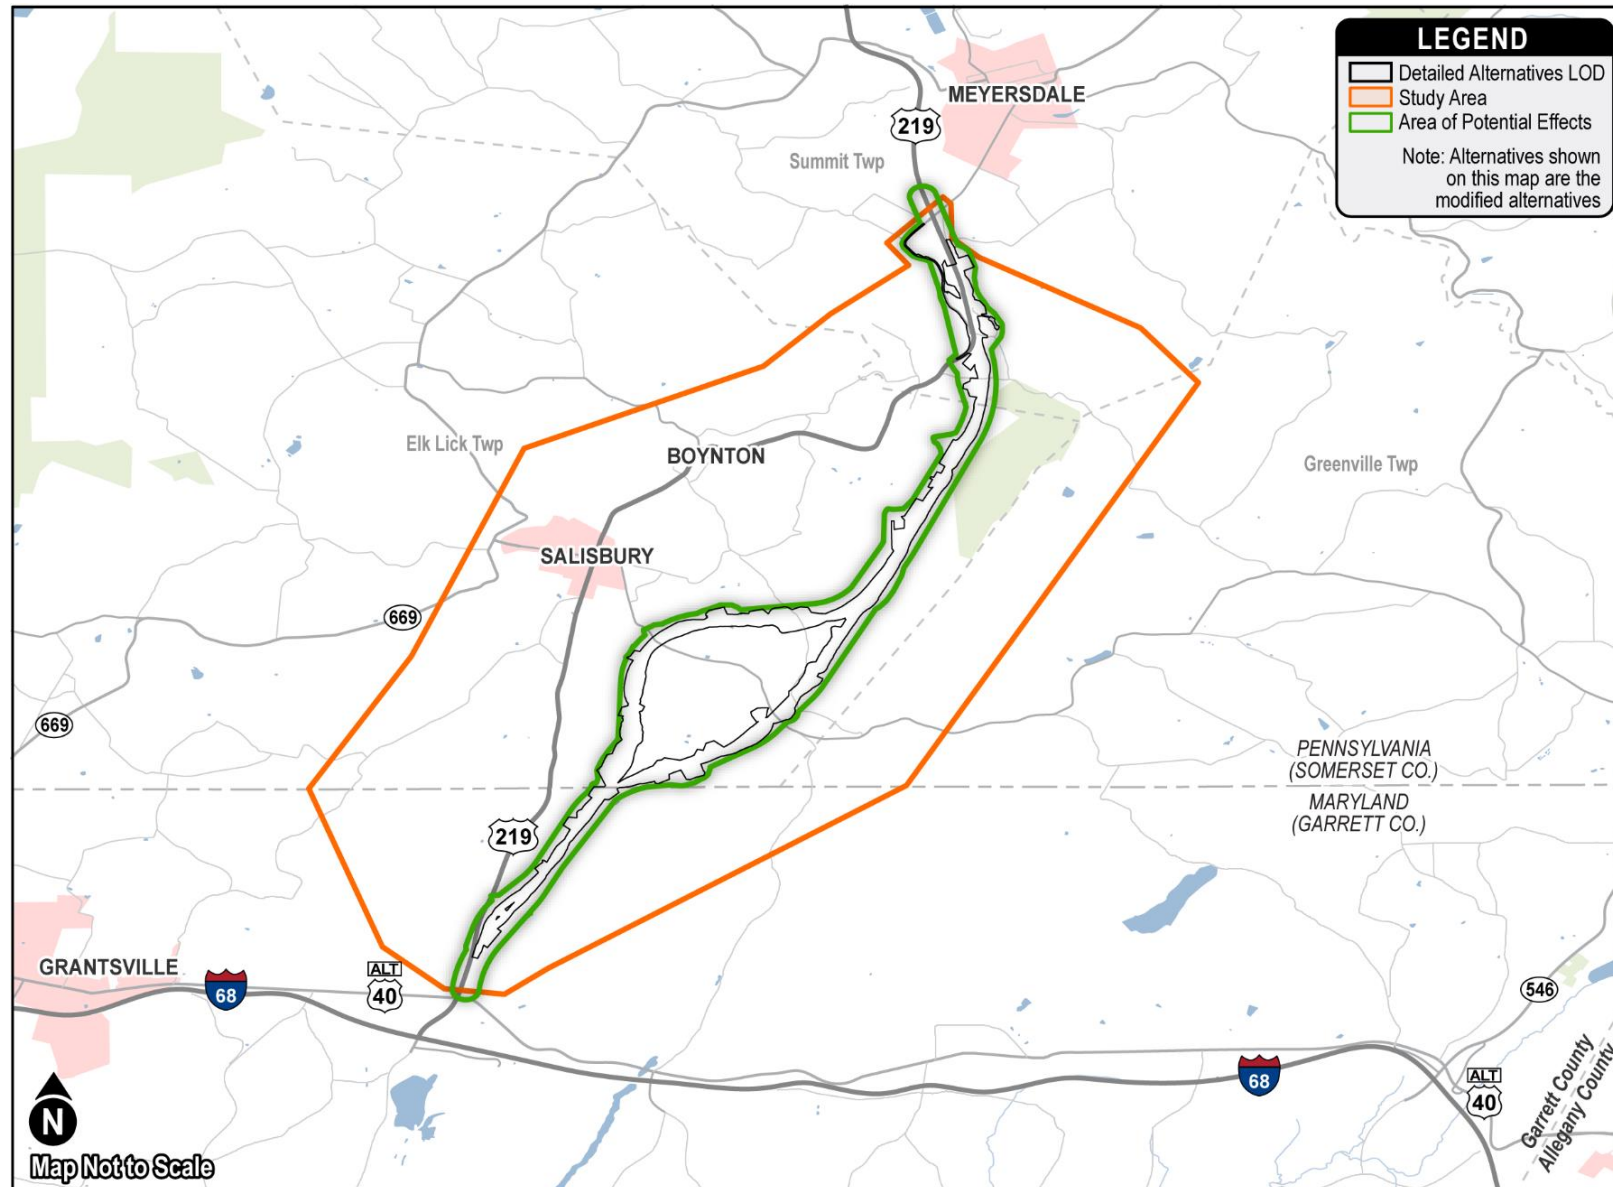 LEGEND
Detailed Alternatives LOD
Study Area
Area of Potential Effects
Note: Alternatives shown
on this map are the
modified alternatives
MEYERSDALE
219
Summit Twp
Elk Lick Twp
BOYNTON
Greenville Twp
SALISBURY
669
669
PENNSYLVANIA
(SOMERSET CO.)
MARYLAND
(GARRETT CO.)
219
GRANTSVILLE
68
ALT
40
546
68
ALT
40
Garrett County
Allegany County
N
Map Not to Scale